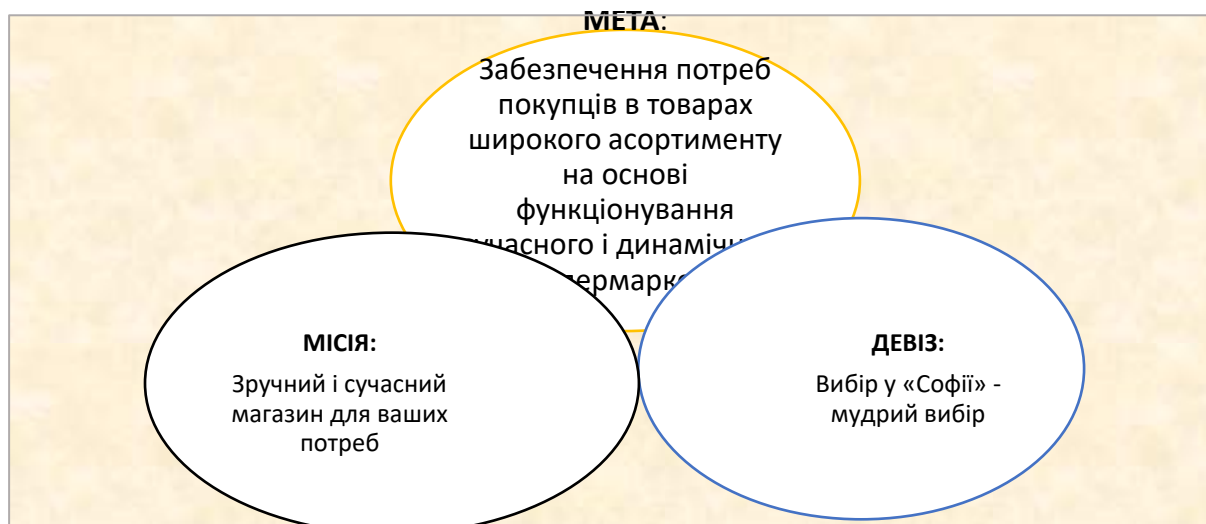 МЕТА:
Забезпечення потреб
покупців в товарах
широкого асортименту
на основі
функціонування
і
МІСІЯ:
Зручний і сучасний
магазин для ваших
потреб
ДЕВІЗ:
Вибір у «Софії» -
мудрий вибір